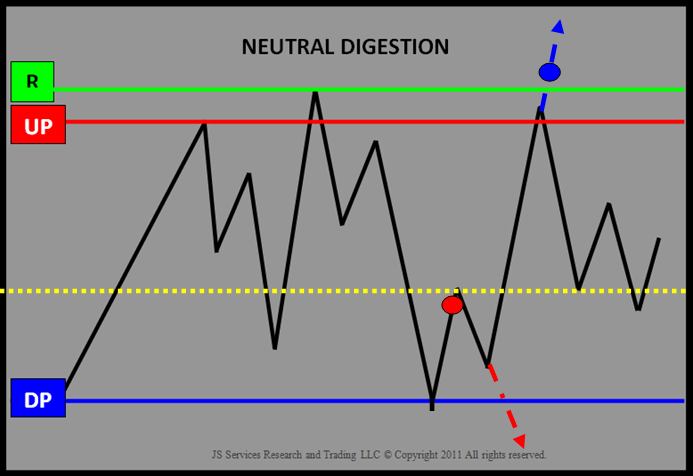 NEUTRAL DIGESTION
R
UP
DP
JS Services Research and Trading LLC © Copyright 2011 All rights reserved.